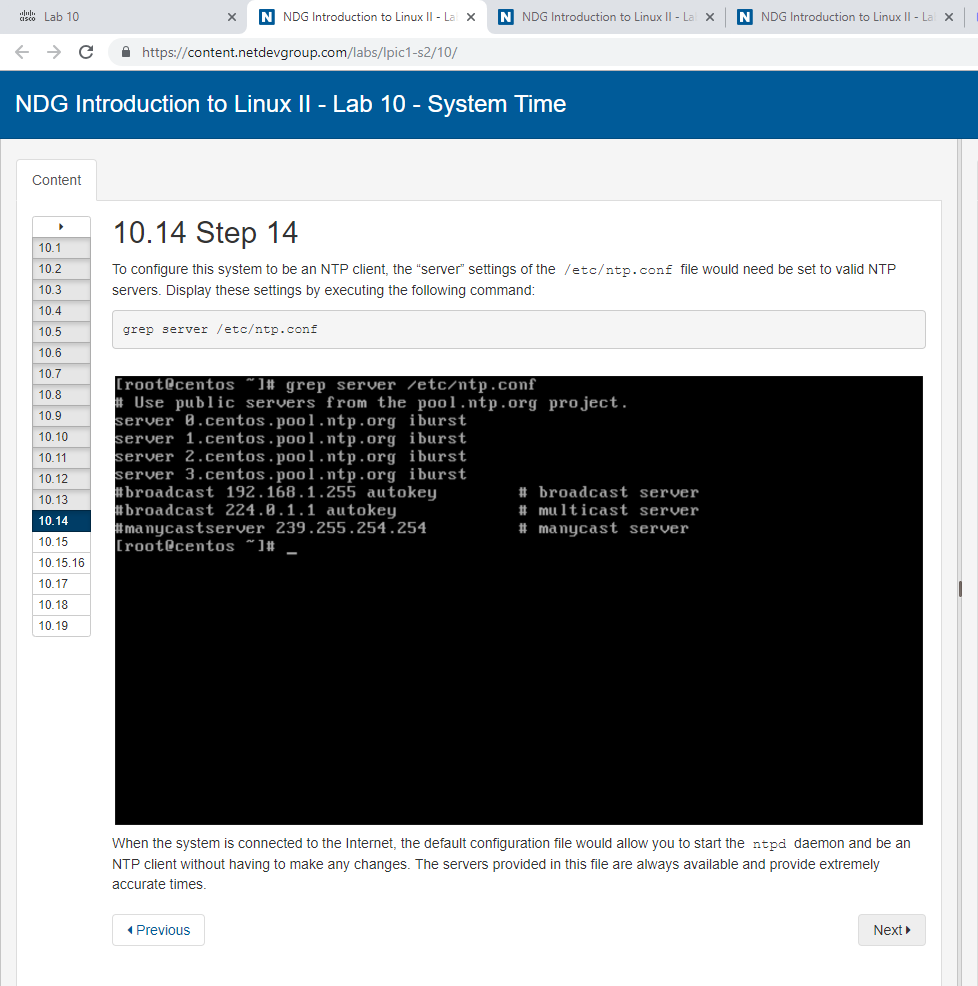 Lab 10
NDG Introduction to Linux II - La
NDG Introduction to Linux II - La
NDG Introduction to Linux II - La
https://content.netdevgroup.com/labs/lpic1-s2/10/
NDG Introduction to Linux II - Lab 10 - System Time
Content
10.1
10.2
10.3
10.4
10.5
10.6
10.7
10.8
10.9
10.10
10.11
10.12
10.13
10.14
10.15
10.15.16
10.17
10.18
10.19
10.14 Step 14
To configure this system to be an NTP client, the “server” settings of the /etc/ntp.conf file would need be set to valid NTP
servers. Display these settings by executing the following command:
grep server /etc/ntp.conf
[root@centos ~]# grep server /etc/ntp.conf
# Use public servers from the pool.ntp.org project.
server 0.centos.pool.ntp.org iburst
server 1.centos.pool.ntp.org iburst
server 2.centos.pool.ntp.org iburst
server 3.centos.pool.ntp.org iburst
#broadcast 192.168.1.255 autokey # broadcast server
#broadcast 224.0.1.1 autokey # multicast server
#manycastserver 239.255.254.254 # manycast server
[root@centos ~]# _
When the system is connected to the Internet, the default configuration file would allow you to start the ntpd daemon and be an
NTP client without having to make any changes. The servers provided in this file are always available and provide extremely
accurate times.
Previous
Next